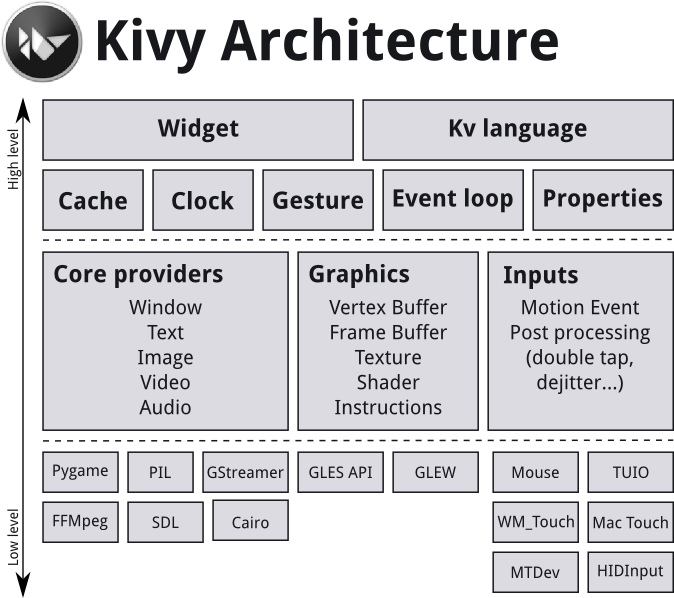 Kivy Architecture
High level
Widget
Kv language
Cache
Clock
Gesture
Event loop
Properties
Core providers
Window
Text
Image
Video
Audio
Graphics
Vertex Buffer
Frame Buffer
Texture
Shader
Instructions
Inputs
Motion Event
Post processing
(double tap,
dejitter...)
Low level
Pygame
PIL
GStreamer
GLES API
GLEW
Mouse
TUIO
FFMpeg
SDL
Cairo
WM_Touch
Mac Touch
MTDev
HIDInput